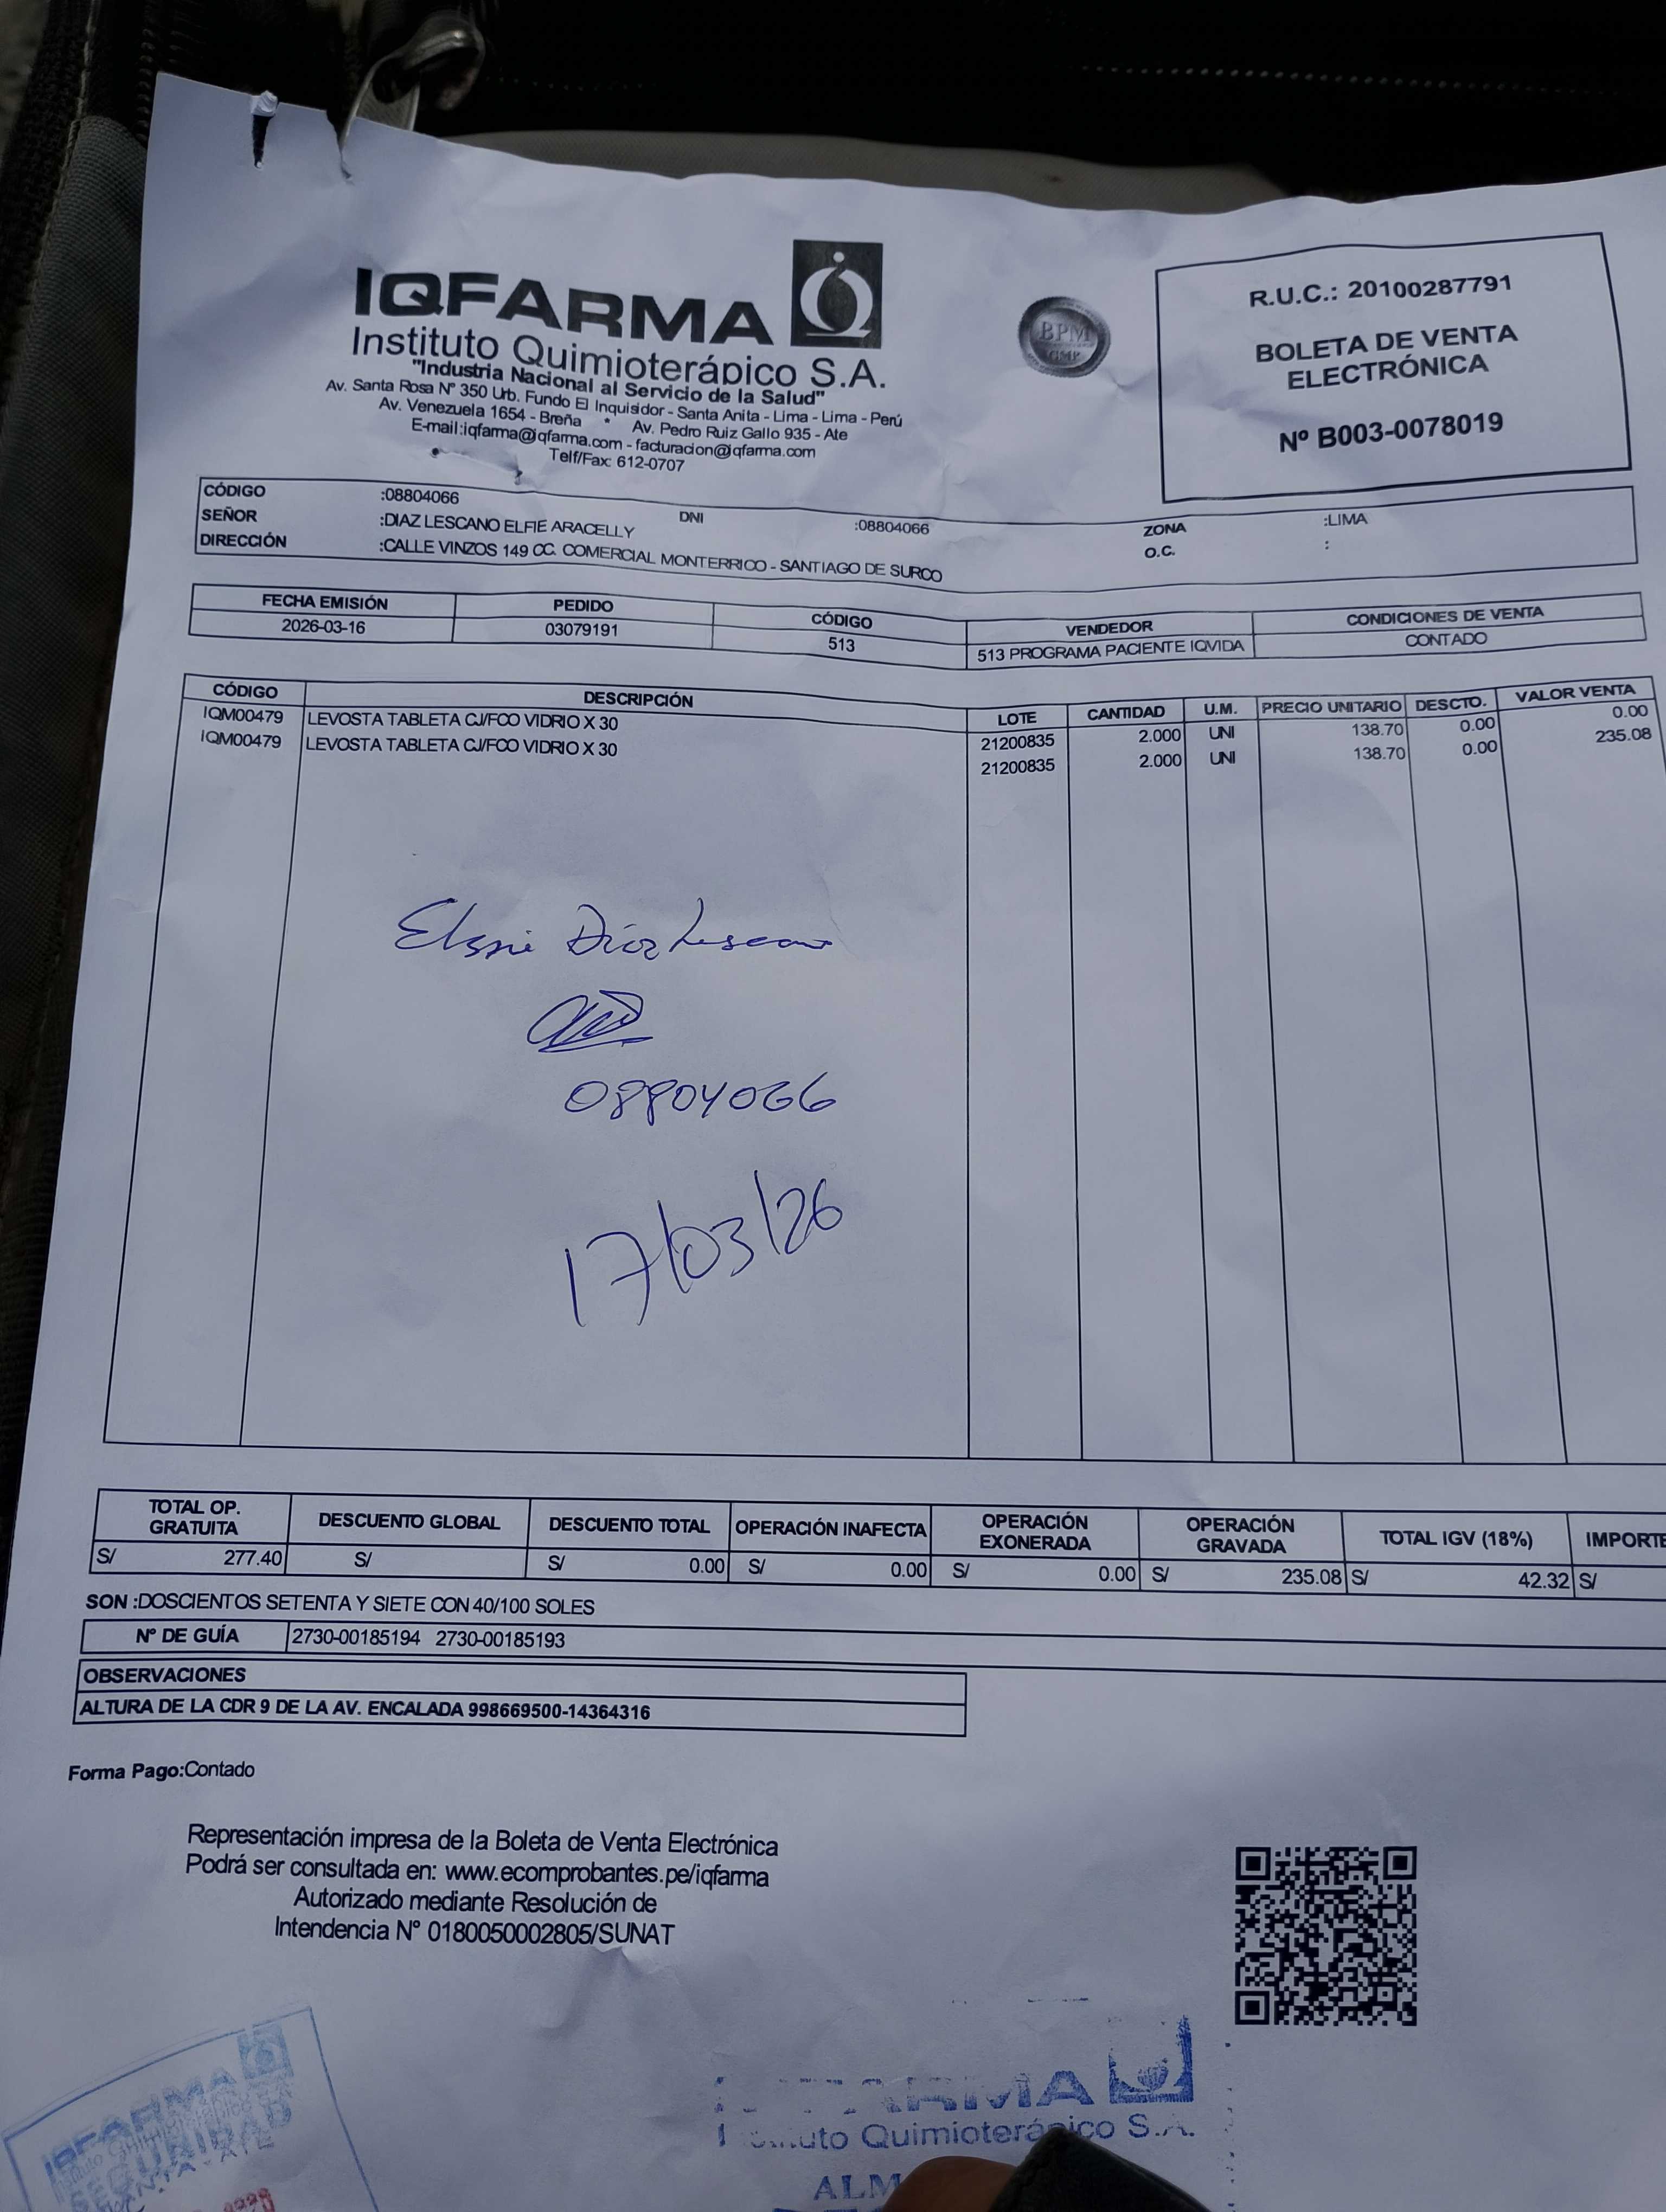 IQFARMA
Instituto Quimioterápico S.A.
"Industria Nacional al Servicio de la Salud"
Av. Santa Rosa Nº 350 Urb. Fundo El Inquisidor - Santa Anita - Lima - Lima - Perú
Av. Venezuela 1654 - Breña * Av. Pedro Ruiz Gallo 935 - Ate
E-mail:iqfarma@iqfarma.com - facturacion@iqfarma.com
Telf/Fax: 612-0707
BPM
GMP
R.U.C.: 20100287791
BOLETA DE VENTA
ELECTRÓNICA
Nº B003-0078019
CÓDIGO :08804066
SEÑOR :DIAZ LESCANO ELFIE ARACELLY DNI :08804066 ZONA :LIMA
DIRECCIÓN :CALLE VINZOS 149 CC. COMERCIAL MONTERRICO - SANTIAGO DE SURCO O.C. :
FECHA EMISIÓN PEDIDO CÓDIGO VENDEDOR CONDICIONES DE VENTA
2026-03-16 03079191 513 513 PROGRAMA PACIENTE IQVIDA CONTADO
CÓDIGO DESCRIPCIÓN LOTE CANTIDAD U.M. PRECIO UNITARIO DESCTO. VALOR VENTA
IQM00479 LEVOSTA TABLETA CJ/FCO VIDRIO X 30 21200835 2.000 UNI 138.70 0.00 0.00
IQM00479 LEVOSTA TABLETA CJ/FCO VIDRIO X 30 21200835 2.000 UNI 138.70 0.00 235.08
Díaz Lescano
08804066
17/03/26
TOTAL OP. GRATUITA DESCUENTO GLOBAL DESCUENTO TOTAL OPERACIÓN INAFECTA OPERACIÓN EXONERADA OPERACIÓN GRAVADA TOTAL IGV (18%) IMPORTE
S/ 277.40 S/ S/ 0.00 S/ 0.00 S/ 0.00 S/ 235.08 S/ 42.32 S/
SON :DOSCIENTOS SETENTA Y SIETE CON 40/100 SOLES
Nº DE GUÍA 2730-00185194 2730-00185193
OBSERVACIONES
ALTURA DE LA CDR 9 DE LA AV. ENCALADA 998669500-14364316
Forma Pago:Contado
Representación impresa de la Boleta de Venta Electrónica
Podrá ser consultada en: www.ecomprobantes.pe/iqfarma
Autorizado mediante Resolución de
Intendencia Nº 0180050002805/SUNAT
IQFARMA
Quimioterápico S.A.